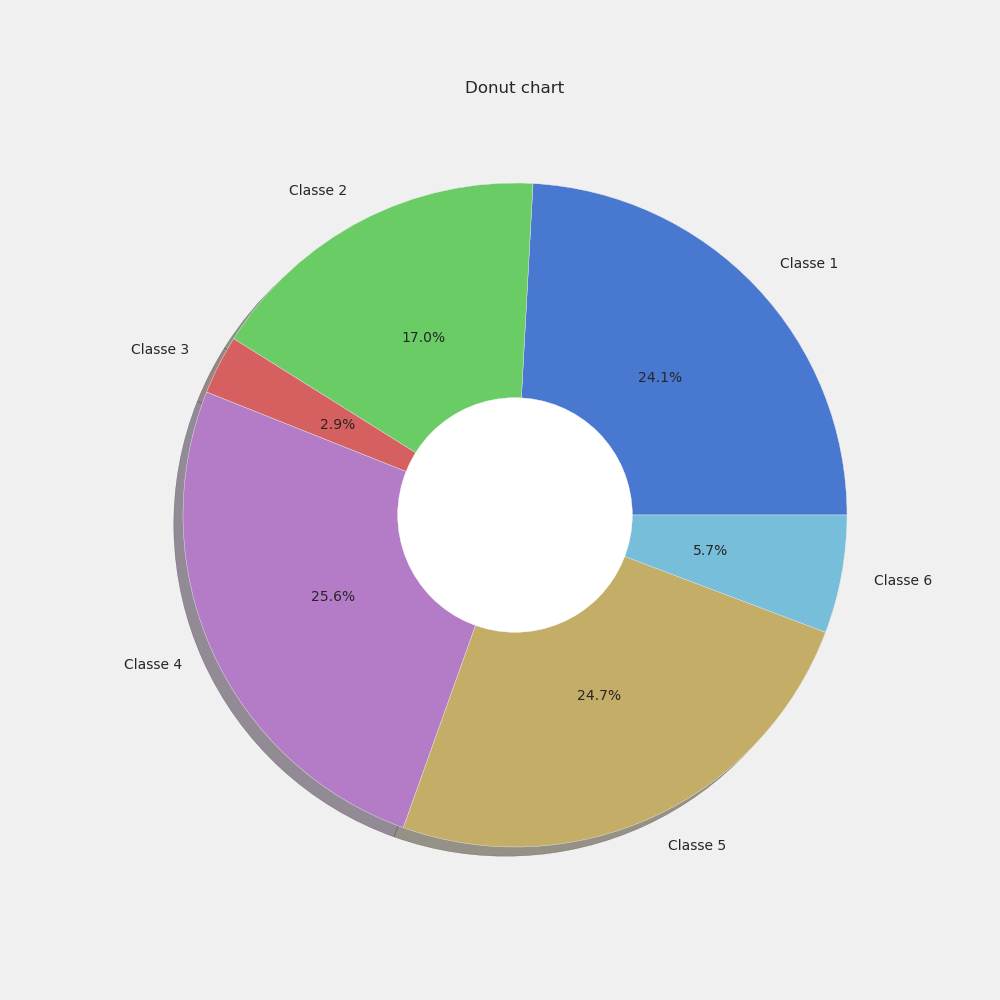 Donut chart
Classe 1
24.1%
Classe 2
17.0%
Classe 3
2.9%
Classe 4
25.6%
Classe 5
24.7%
Classe 6
5.7%